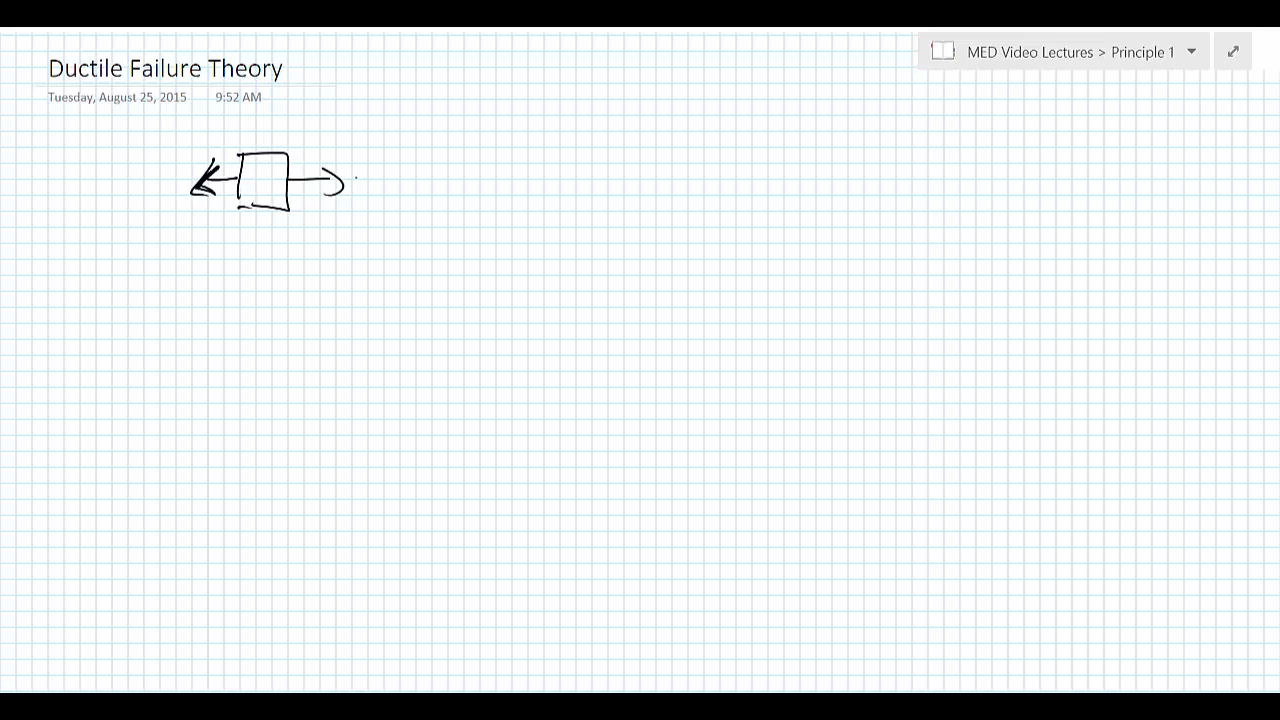 MED Video Lectures > Principle 1
Ductile Failure Theory
Tuesday, August 25, 2015 9:52 AM